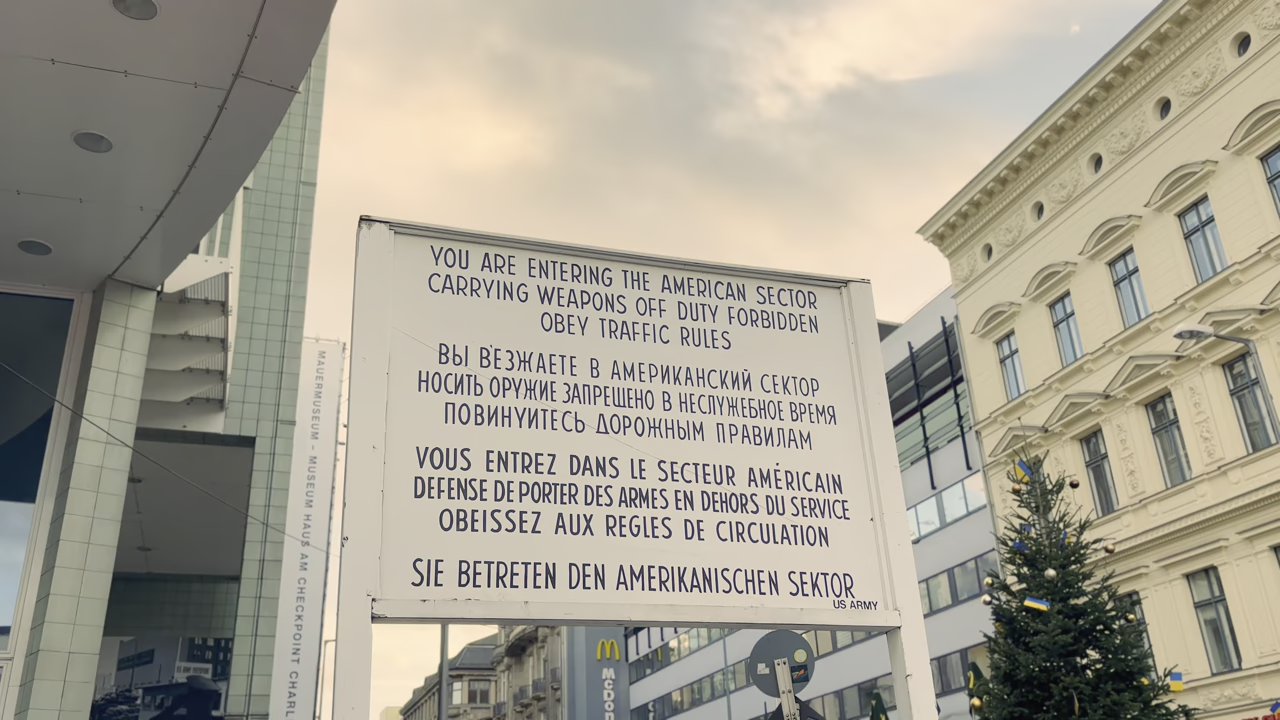 YOU ARE ENTERING THE AMERICAN SECTOR
CARRYING WEAPONS OFF DUTY FORBIDDEN
OBEY TRAFFIC RULES
ВЫ ВЪЕЗЖАЕТЕ В АМЕРИКАНСКИЙ СЕКТОР
НОСИТЬ ОРУЖИЕ ЗАПРЕЩЕНО В НЕСЛУЖЕБНОЕ ВРЕМЯ
ПОВИНУИТЕСЬ ДОРОЖНЫМ ПРАВИЛАМ
VOUS ENTREZ DANS LE SECTEUR AMÉRICAIN
DEFENSE DE PORTER DES ARMES EN DEHORS DU SERVICE
OBEISSEZ AUX REGLES DE CIRCULATION
SIE BETRETEN DEN AMERIKANISCHEN SEKTOR
US ARMY
MAUERMUSEUM – MUSEUM HAUS AM CHECKPOINT CHARL
McDon